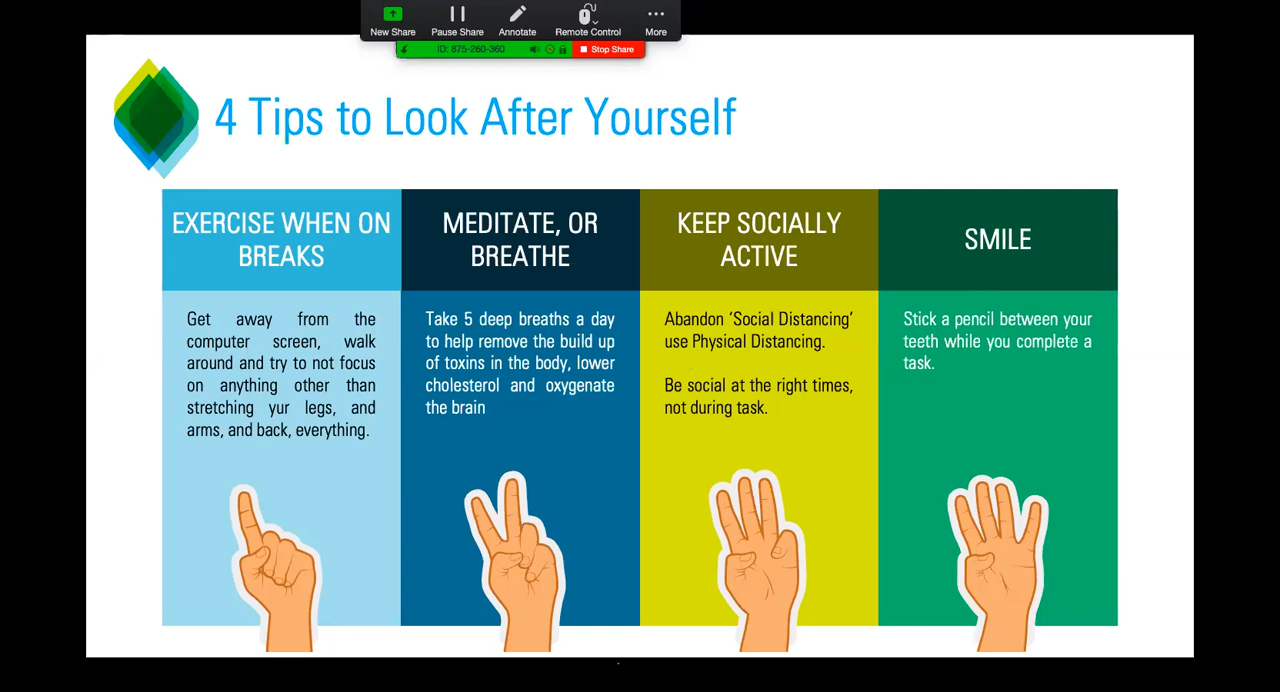 New Share Pause Share Annotate Remote Control More
ID: 875-260-360 Stop Share
4 Tips to Look After Yourself
EXERCISE WHEN ON
BREAKS
Get away from the
computer screen, walk
around and try to not focus
on anything other than
stretching yur legs, and
arms, and back, everything.
MEDITATE, OR
BREATHE
Take 5 deep breaths a day
to help remove the build up
of toxins in the body, lower
cholesterol and oxygenate
the brain
KEEP SOCIALLY
ACTIVE
Abandon ‘Social Distancing’
use Physical Distancing.
Be social at the right times,
not during task.
SMILE
Stick a pencil between your
teeth while you complete a
task.